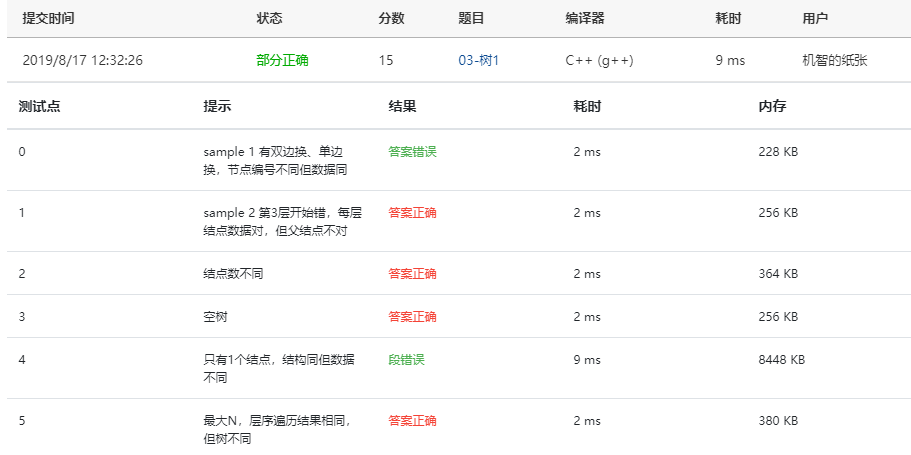 提交时间 状态 分数 题目 编译器 耗时 用户
2019/8/17 12:32:26 部分正确 15 03-树1 C++ (g++) 9 ms 机智的纸张
测试点 提示 结果 耗时 内存
0 sample 1 有双边换、单边 答案错误 2 ms 228 KB
换，节点编号不同但数据同
1 sample 2 第3层开始错，每层 答案正确 2 ms 256 KB
结点数据对，但父结点不对
2 结点数不同 答案正确 2 ms 364 KB
3 空树 答案正确 2 ms 256 KB
4 只有1个结点，结构同但数据 段错误 9 ms 8448 KB
不同
5 最大N，层序遍历结果相同， 答案正确 2 ms 380 KB
但树不同